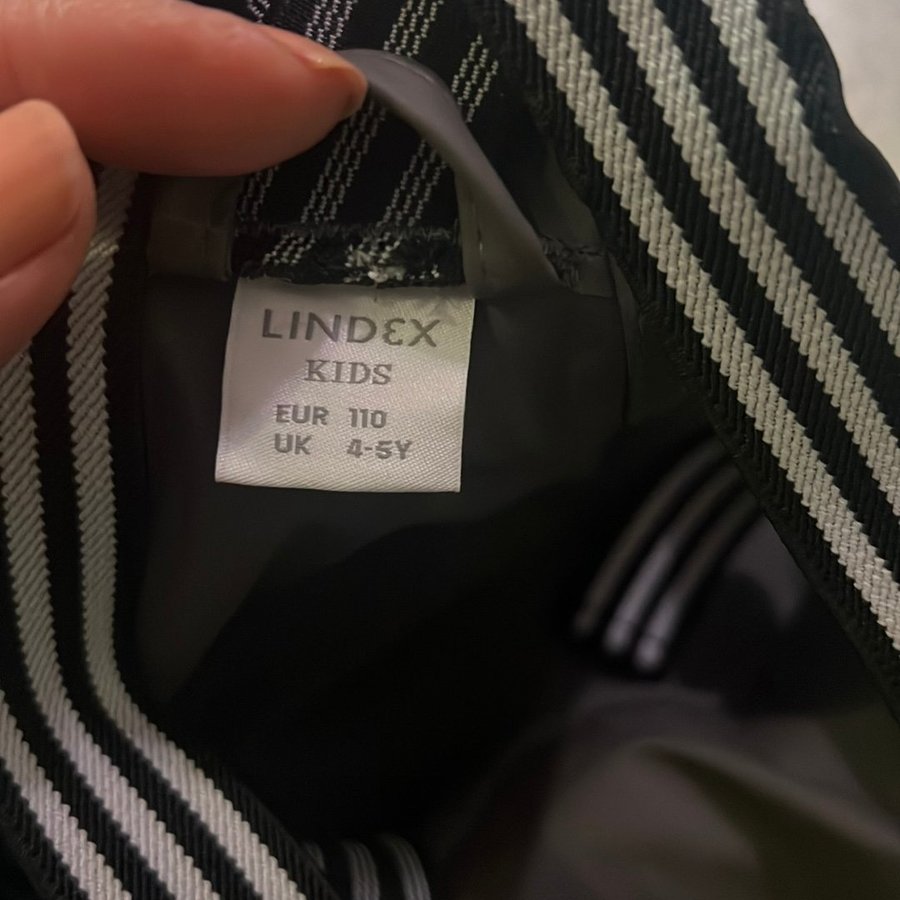 LINDEX
KIDS
EUR 110
UK 4-5Y